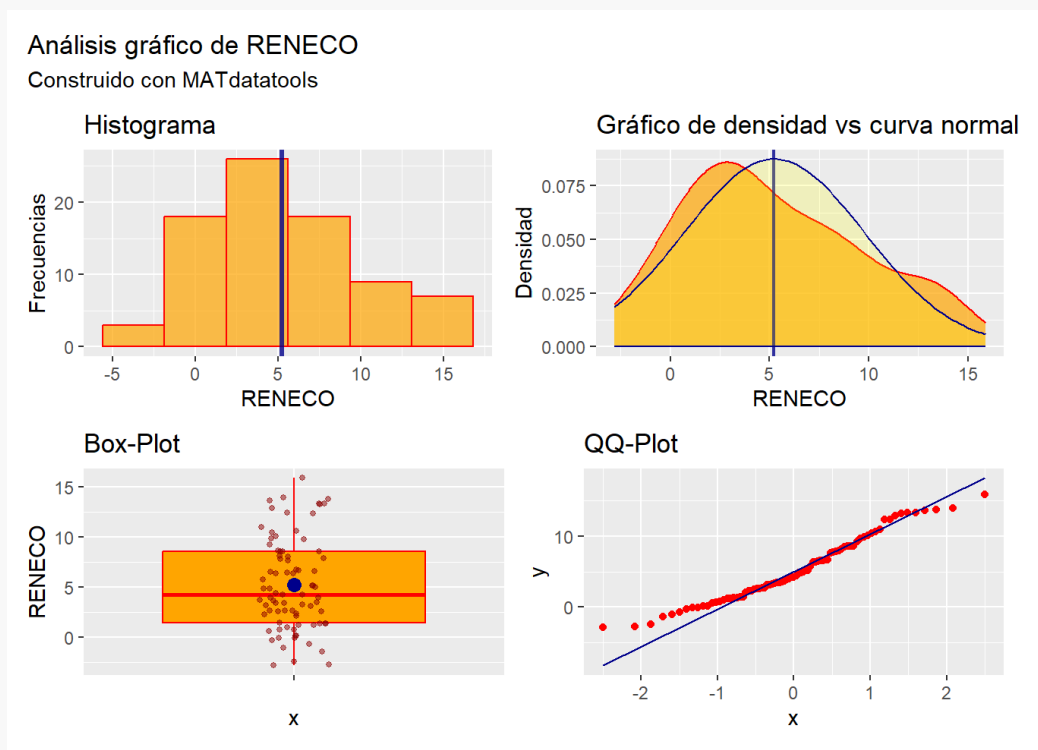 Análisis gráfico de RENECO
Construido con MATdatatools
Histograma
Frecuencias
20
10
0
-5 0 5 10 15
RENECO
Gráfico de densidad vs curva normal
Densidad
0.075
0.050
0.025
0.000
0 5 10 15
RENECO
Box-Plot
RENECO
15
10
5
0
x
QQ-Plot
y
10
0
-2 -1 0 1 2
x